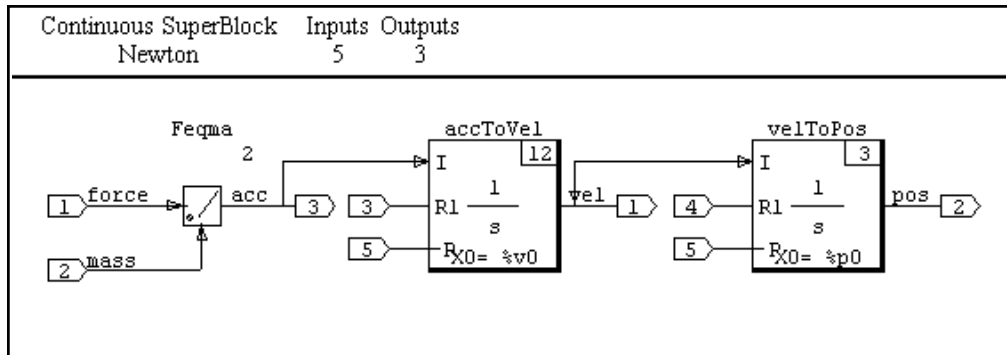 Continuous SuperBlock Inputs Outputs
Newton 5 3
Feqma accToVel velToPos
2 12 3
I I
1 force acc 3 3 R1 1 vel 1 4 R1 1 pos 2
s s
2 mass 5 R X0= %v0 5 R X0= %p0